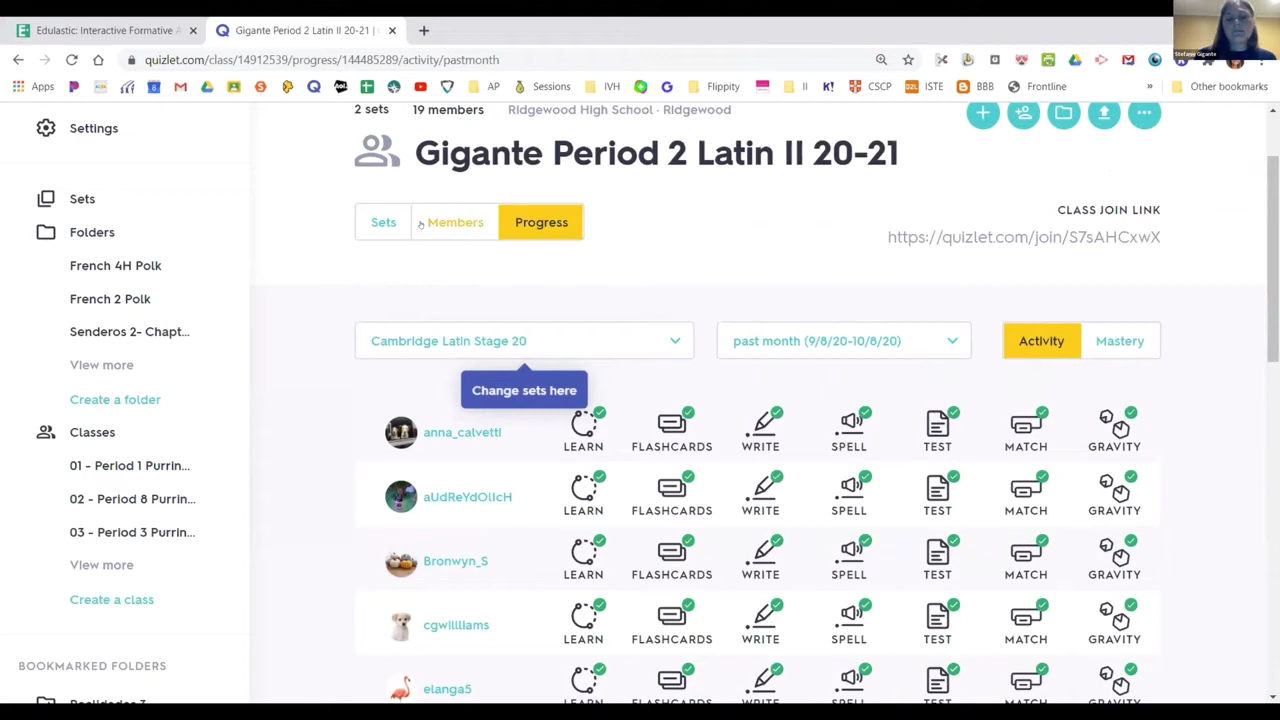 Edulastic: Interactive Formative A
Gigante Period 2 Latin II 20-21 |
Stefanie Gigante
quizlet.com/class/14912539/progress/144485289/activity/pastmonth
Apps AP Sessions IVH Flippity II K! CSCP D2L ISTE BBB Frontline » Other bookmarks
2 sets 19 members Ridgewood High School · Ridgewood
Settings
Gigante Period 2 Latin II 20-21
Sets
CLASS JOIN LINK
Sets Members Progress
Folders
https://quizlet.com/join/S7sAHCxwX
French 4H Polk
French 2 Polk
Senderos 2- Chapt...
Cambridge Latin Stage 20 past month (9/8/20-10/8/20) Activity Mastery
View more
Change sets here
Create a folder
Classes
anna_calvetti LEARN FLASHCARDS WRITE SPELL TEST MATCH GRAVITY
01 - Period 1 Purrin...
02 - Period 8 Purrin...
aUdReYdOlIcH LEARN FLASHCARDS WRITE SPELL TEST MATCH GRAVITY
03 - Period 3 Purrin...
View more
Bronwyn_S LEARN FLASHCARDS WRITE SPELL TEST MATCH GRAVITY
Create a class
cgwilliams LEARN FLASHCARDS WRITE SPELL TEST MATCH GRAVITY
BOOKMARKED FOLDERS
elanga5